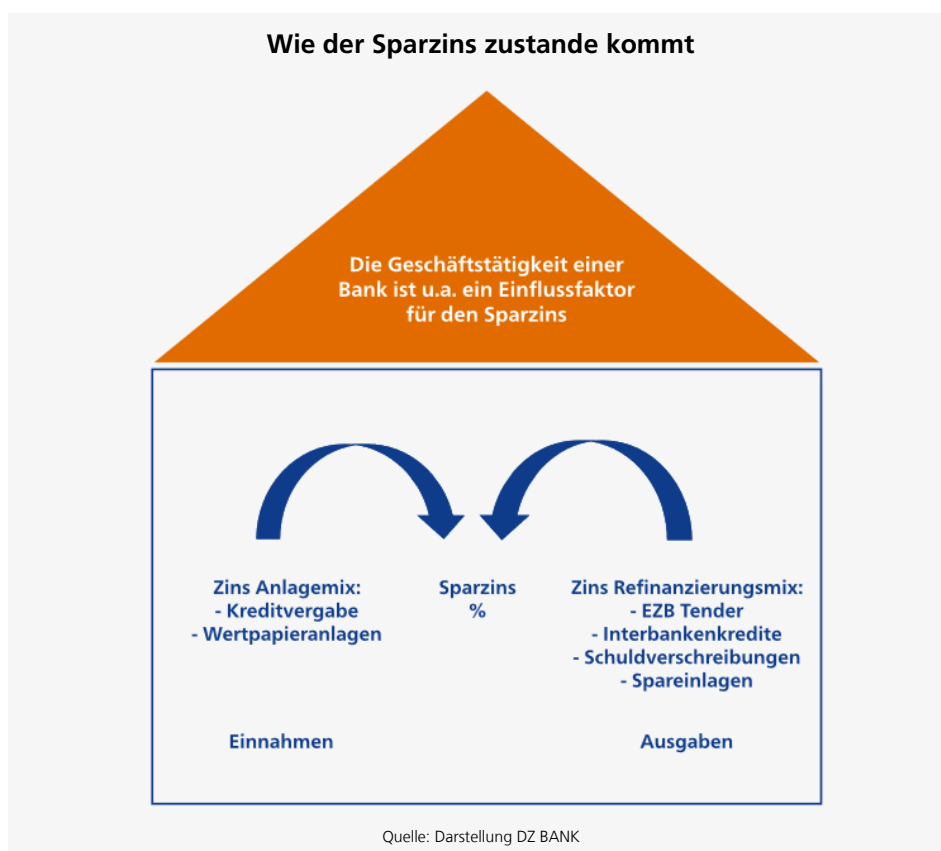 Wie der Sparzins zustande kommt
Die Geschäftstätigkeit einer
Bank ist u.a. ein Einflussfaktor
für den Sparzins
Zins Anlagemix:
- Kreditvergabe
- Wertpapieranlagen
Einnahmen
Sparzins
%
Zins Refinanzierungsmix:
- EZB Tender
- Interbankenkredite
- Schuldverschreibungen
- Spareinlagen
Ausgaben
Quelle: Darstellung DZ BANK